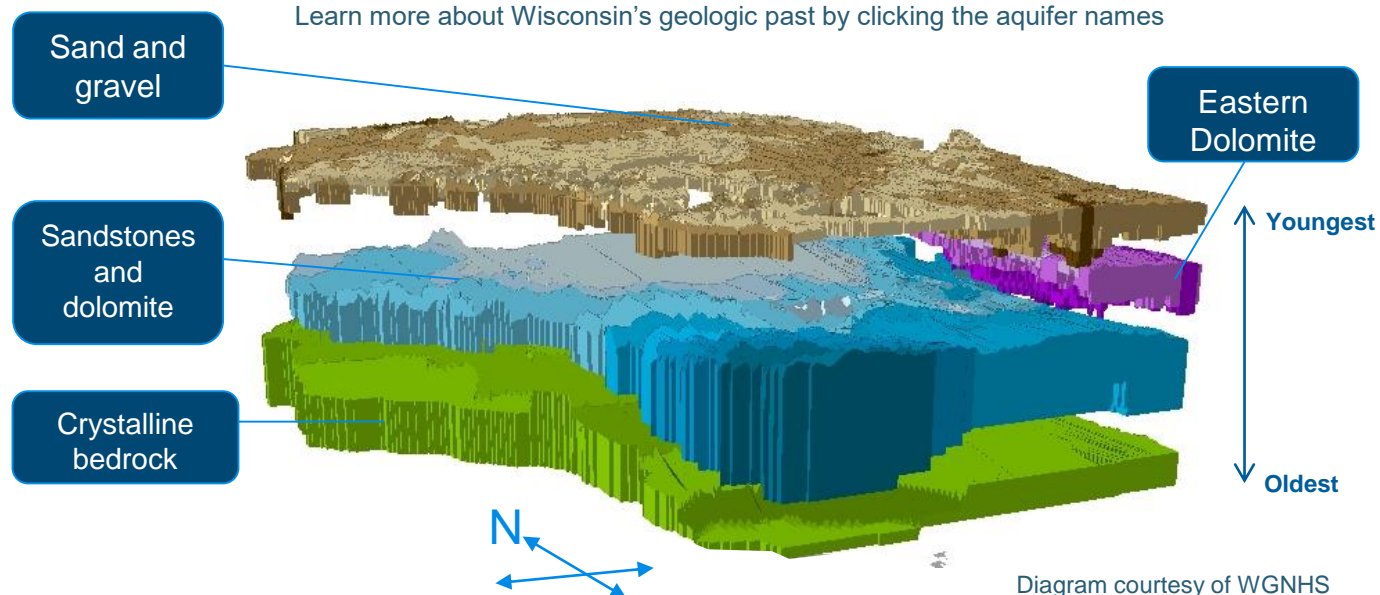 Learn more about Wisconsin’s geologic past by clicking the aquifer names
Sand and
gravel
Eastern
Dolomite
Sandstones
and
dolomite
Youngest
Crystalline
bedrock
Oldest
N
Diagram courtesy of WGNHS